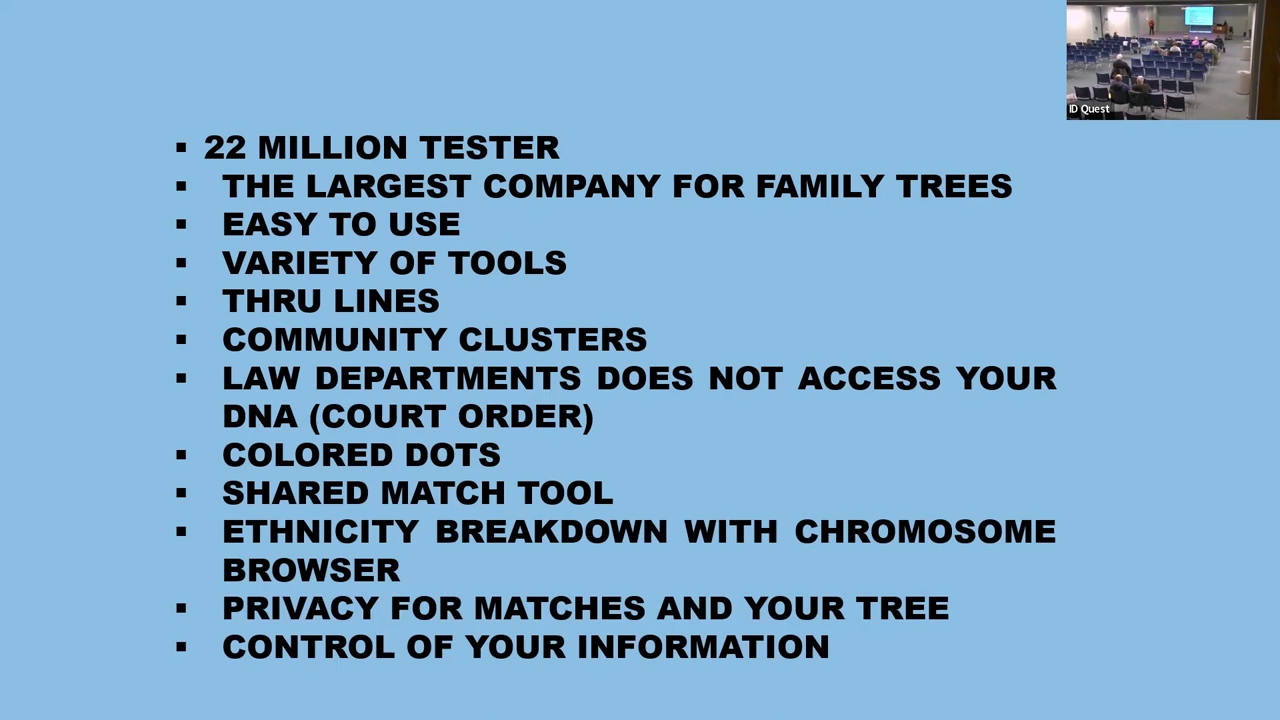 ID Quest
▪ 22 MILLION TESTER
▪ THE LARGEST COMPANY FOR FAMILY TREES
▪ EASY TO USE
▪ VARIETY OF TOOLS
▪ THRU LINES
▪ COMMUNITY CLUSTERS
▪ LAW DEPARTMENTS DOES NOT ACCESS YOUR
DNA (COURT ORDER)
▪ COLORED DOTS
▪ SHARED MATCH TOOL
▪ ETHNICITY BREAKDOWN WITH CHROMOSOME
BROWSER
▪ PRIVACY FOR MATCHES AND YOUR TREE
▪ CONTROL OF YOUR INFORMATION